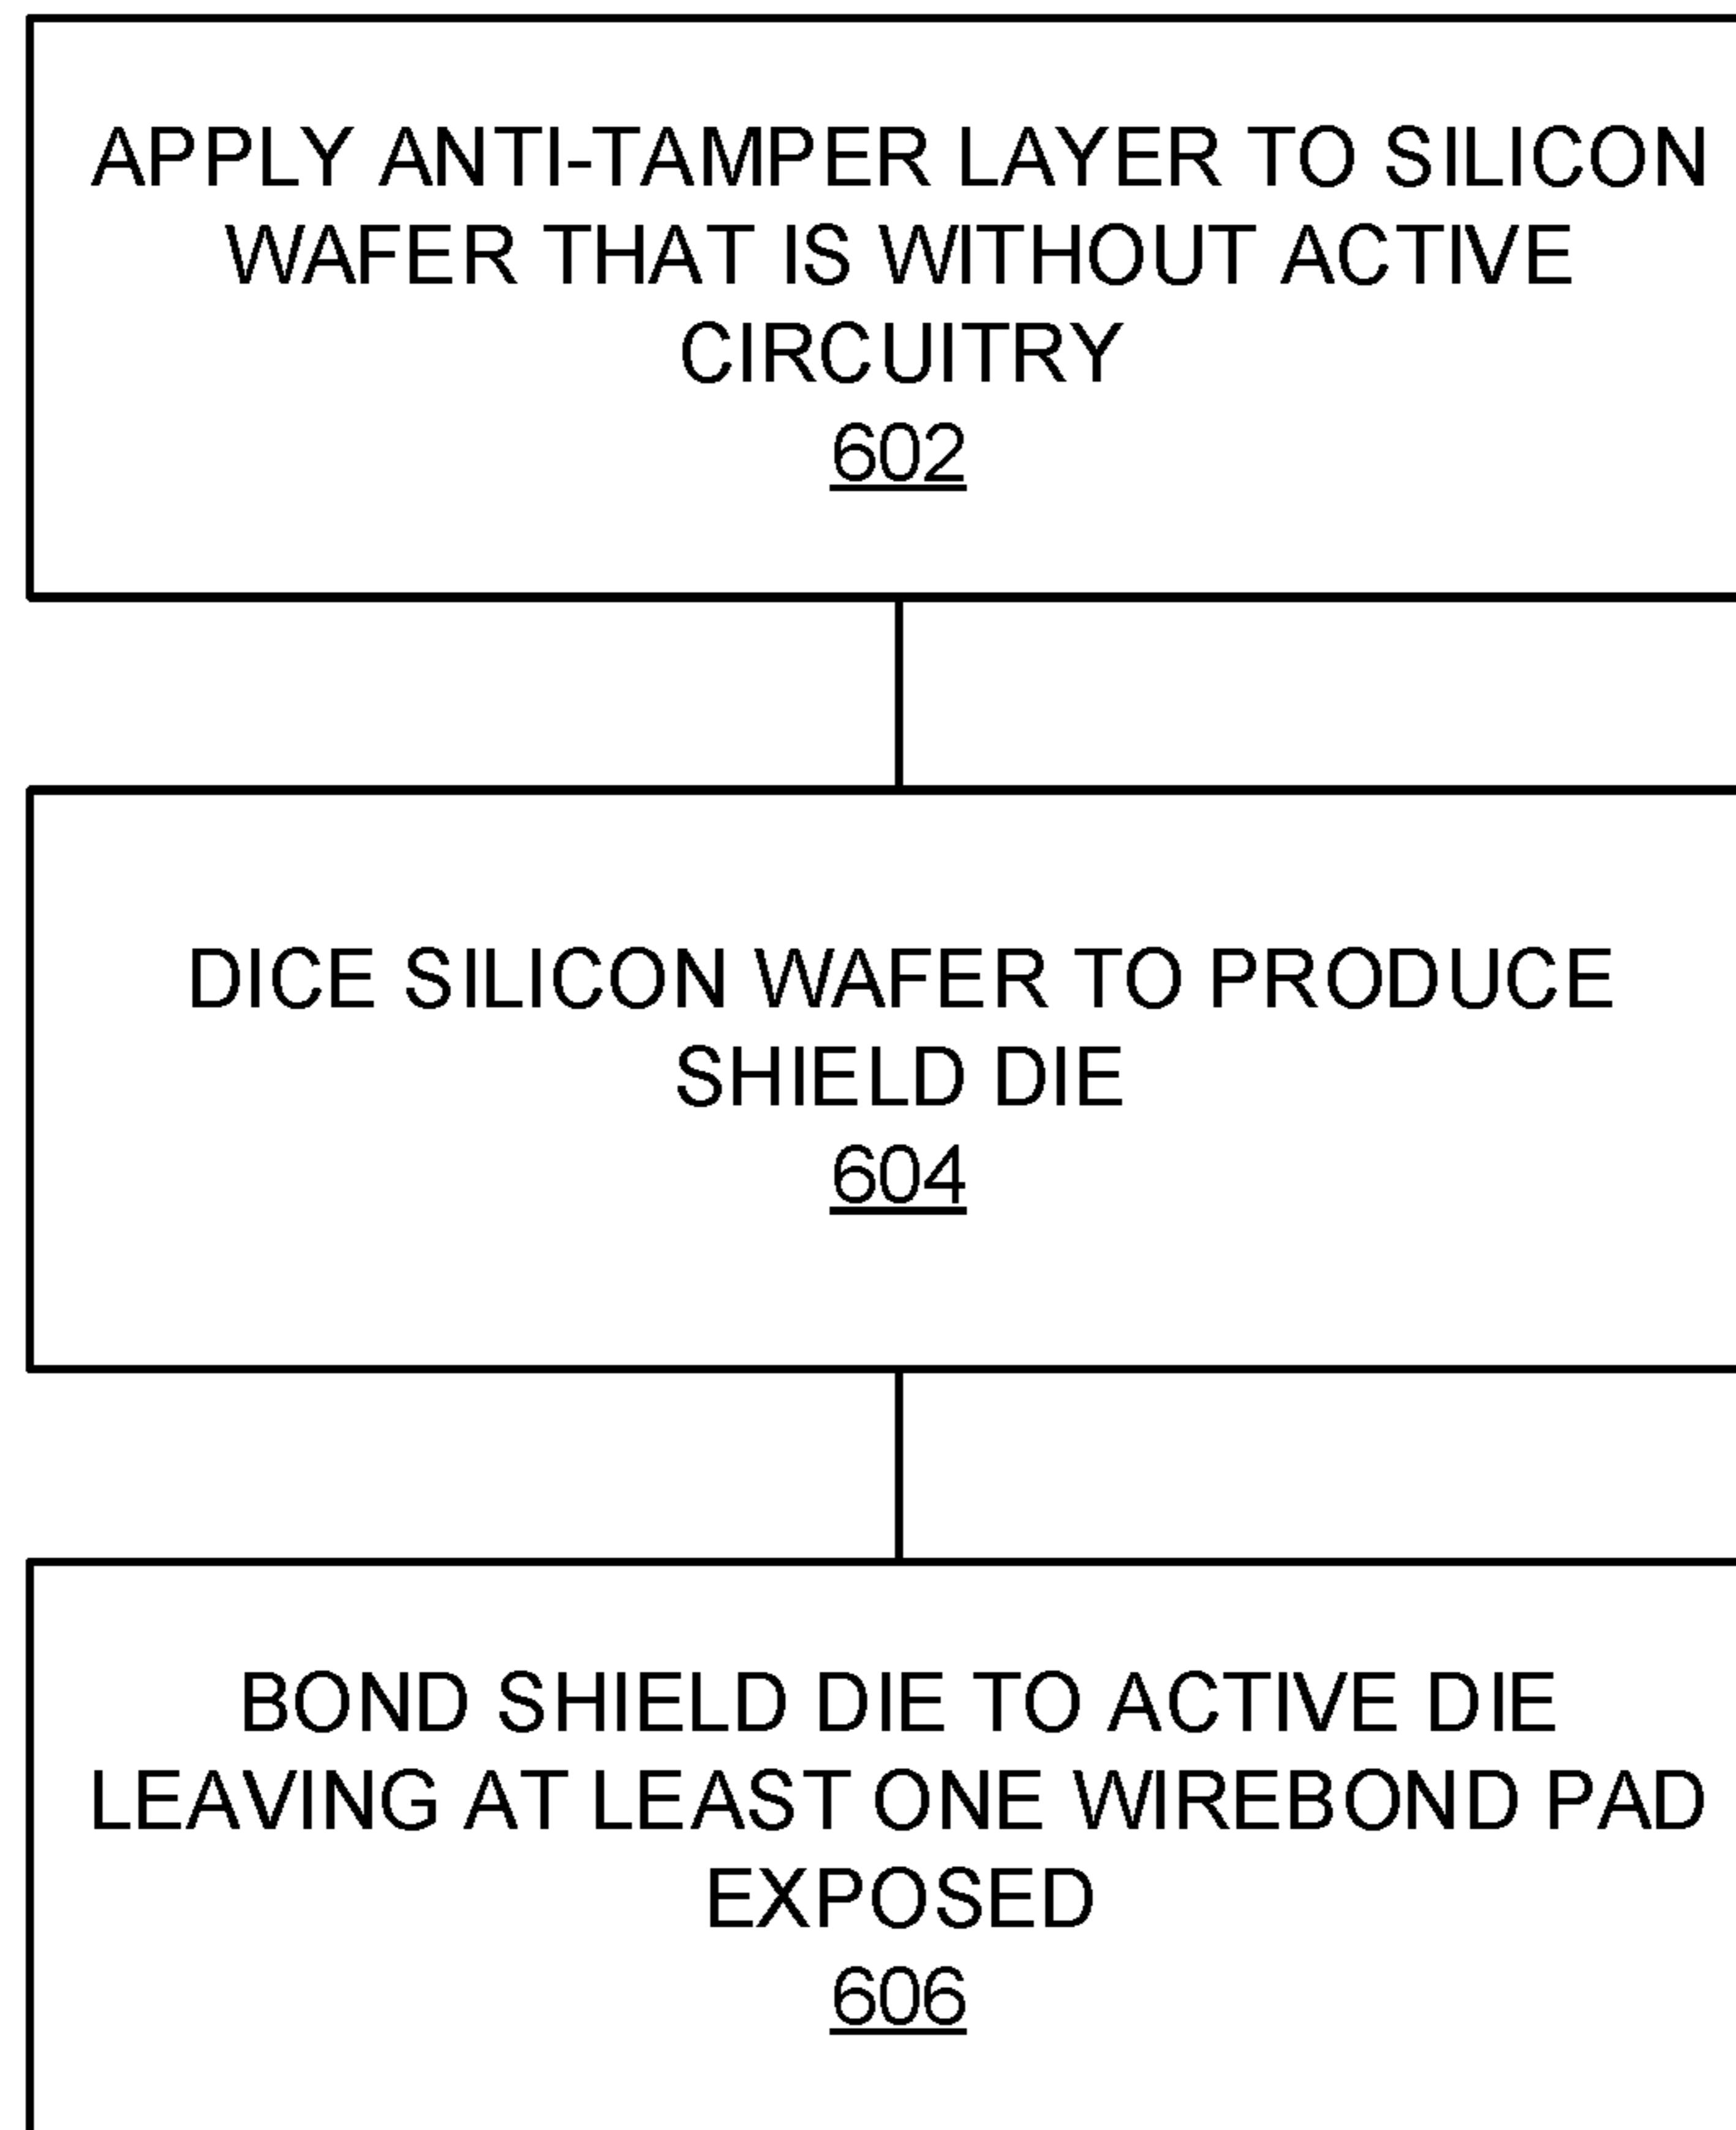 APPLY ANTI-TAMPER LAYER TO SILICON
WAFER THAT IS WITHOUT ACTIVE
CIRCUITRY
602
DICE SILICON WAFER TO PRODUCE
SHIELD DIE
604
BOND SHIELD DIE TO ACTIVE DIE
LEAVING AT LEAST ONE WIREBOND PAD
EXPOSED
606